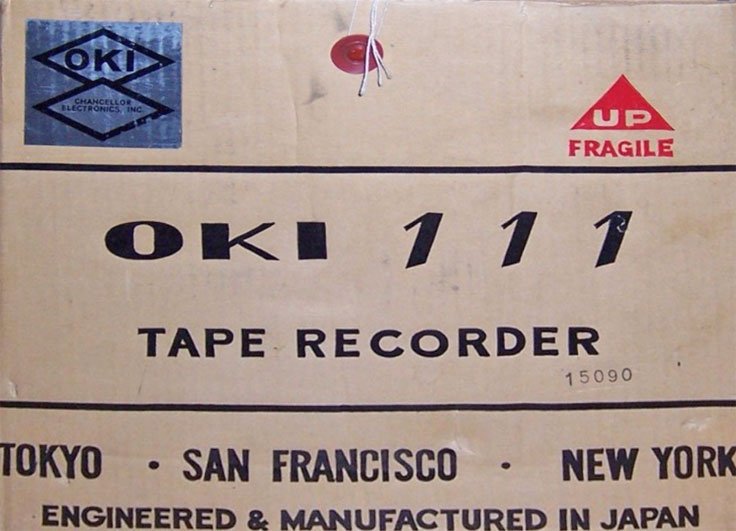 OKI
CHANCELLOR
ELECTRONICS, INC.
UP
FRAGILE
OKI 111
TAPE RECORDER
15090
TOKYO · SAN FRANCISCO · NEW YORK
ENGINEERED & MANUFACTURED IN JAPAN